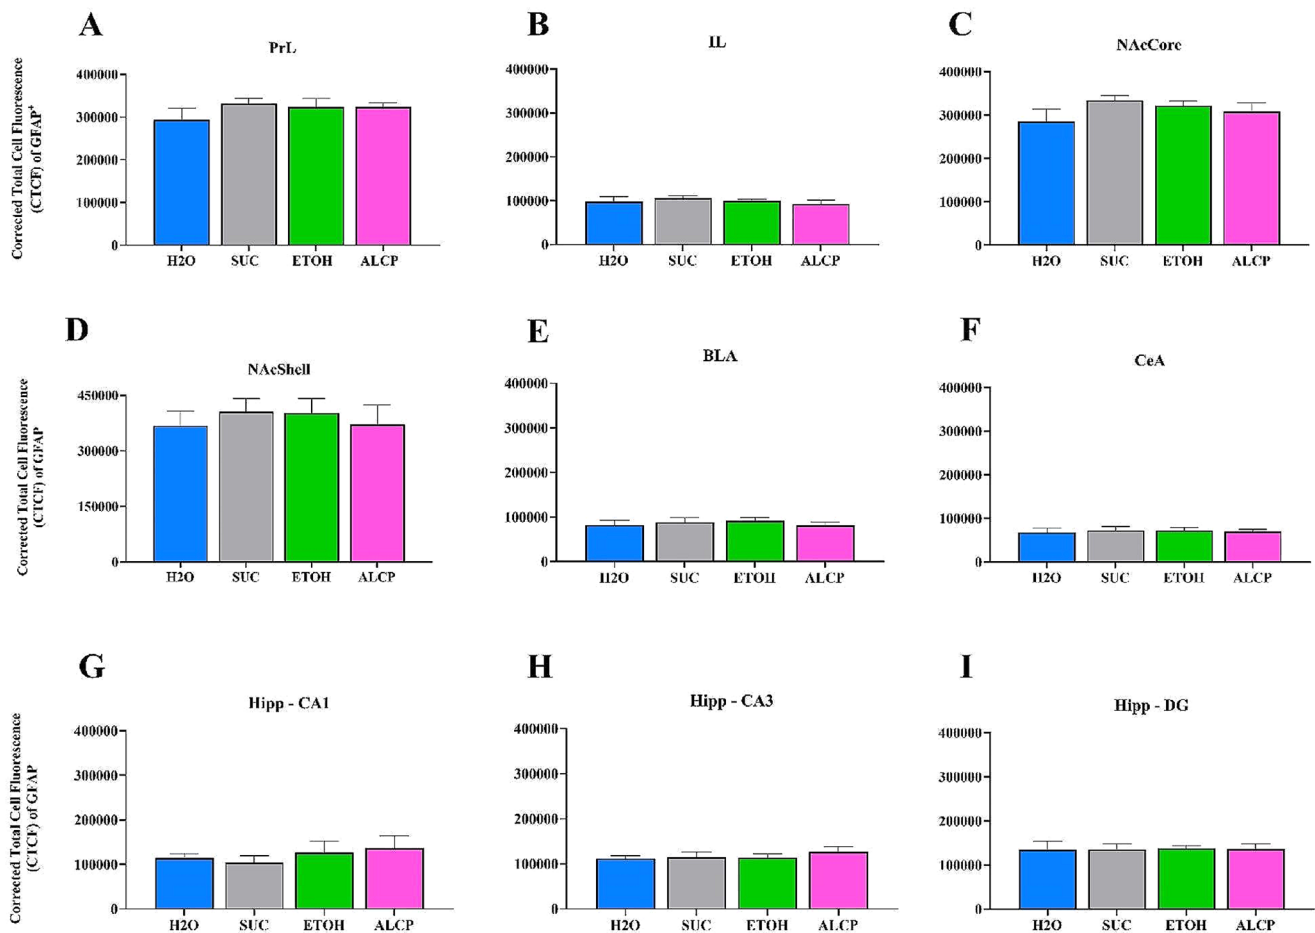 A
PrL
Corrected Total Cell Fluorescence
(CTCF) of GFAP+
400000
300000
200000
100000
0
H2O SUC ETOH ALCP
B
IL
400000
300000
200000
100000
0
H2O SUC ETOH ALCP
C
NAcCore
400000
300000
200000
100000
0
H2O SUC ETOH ALCP
D
NAcShell
Corrected Total Cell Fluorescence
(CTCF) of GFAP
450000
300000
150000
0
H2O SUC ETOH ALCP
E
BLA
400000
300000
200000
100000
0
H2O SUC ETOH ALCP
F
CeA
400000
300000
200000
100000
0
H2O SUC ETOH ALCP
G
Hipp - CA1
Corrected Total Cell Fluorescence
(CTCF) of GFAP
400000
300000
200000
100000
0
H2O SUC ETOH ALCP
H
Hipp - CA3
400000
300000
200000
100000
0
H2O SUC ETOH ALCP
I
Hipp - DG
400000
300000
200000
100000
0
H2O SUC ETOH ALCP